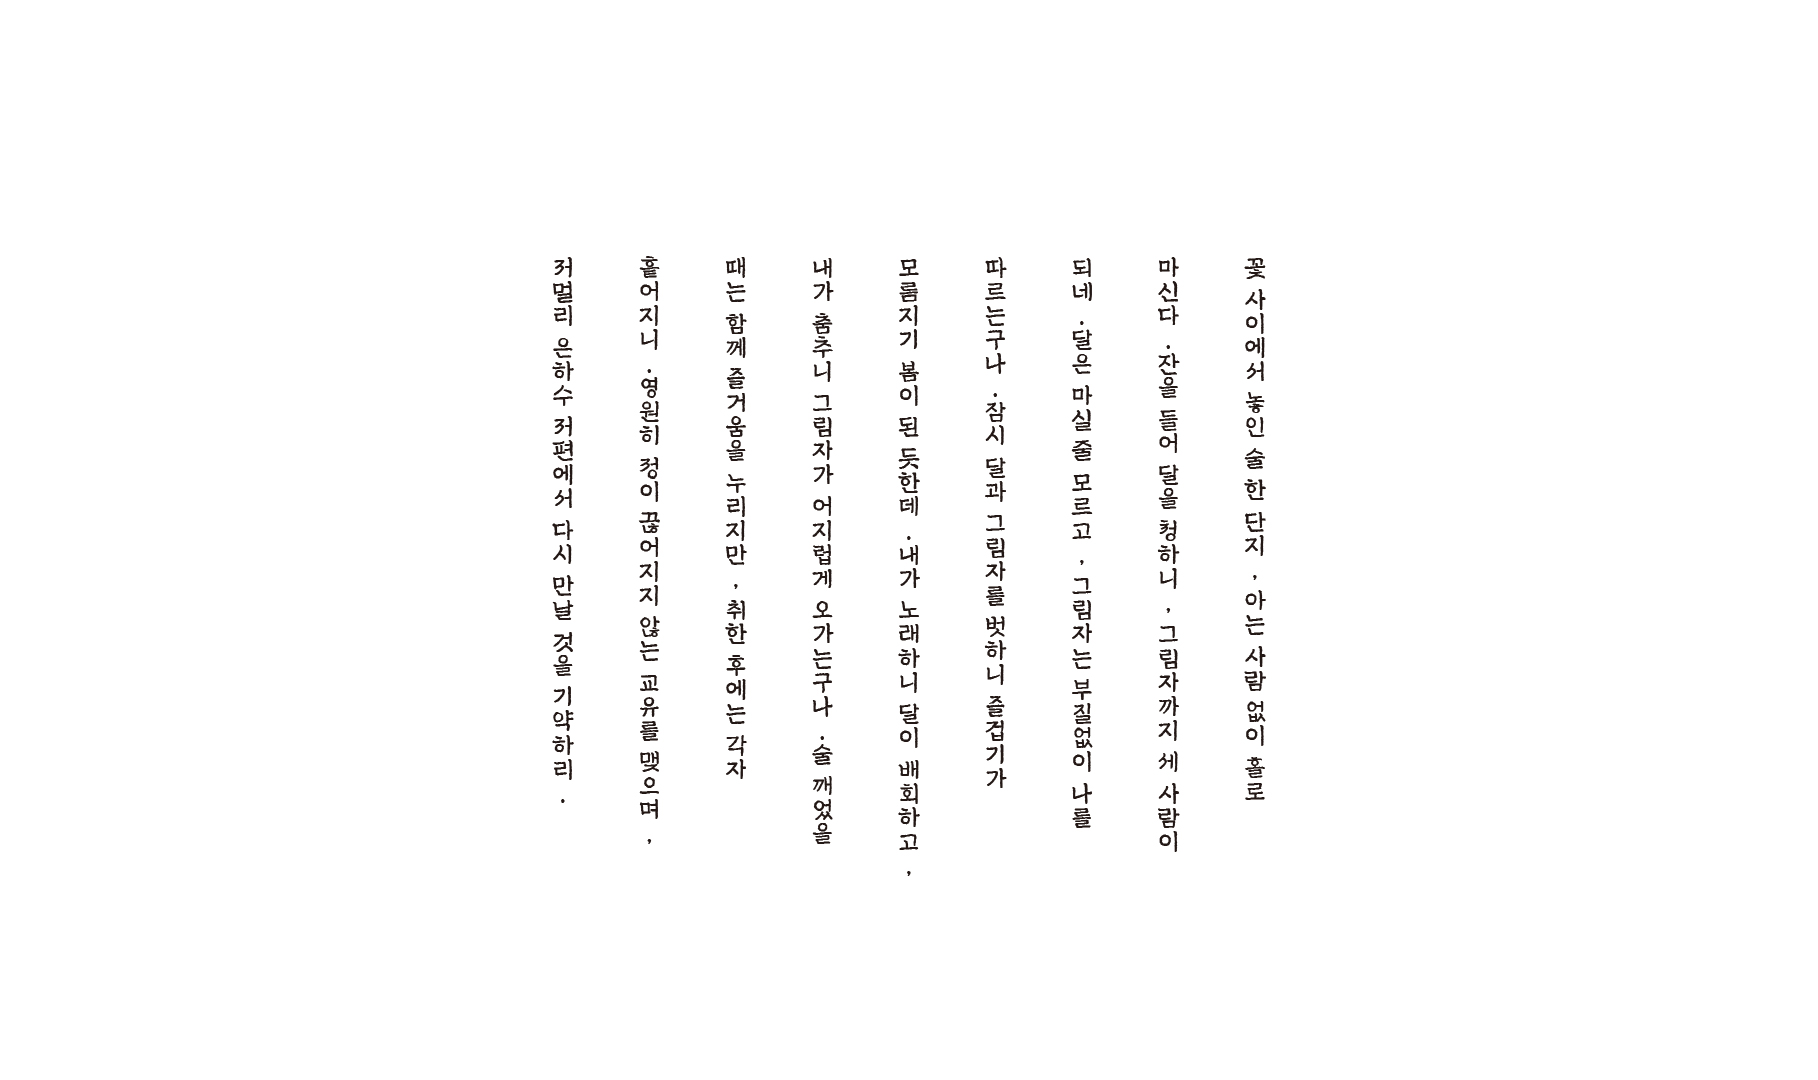 꽃 사이에서 놓인 술 한 단지, 아는 사람 없이 홀로
마신다. 잔을 들어 달을 청하니, 그림자까지 세 사람이
되네. 달은 마실 줄 모르고, 그림자는 부질없이 나를
따르는구나. 잠시 달과 그림자를 벗하니 즐겁기가
모름지기 봄이 된 듯한데. 내가 노래하니 달이 배회하고,
내가 춤추니 그림자가 어지럽게 오가는구나. 술 깨었을
때는 함께 즐거움을 누리지만, 취한 후에는 각자
흩어지니. 영원히 정이 끊어지지 않는 교유를 맺으며,
저멀리 은하수 저편에서 다시 만날 것을 기약하리.